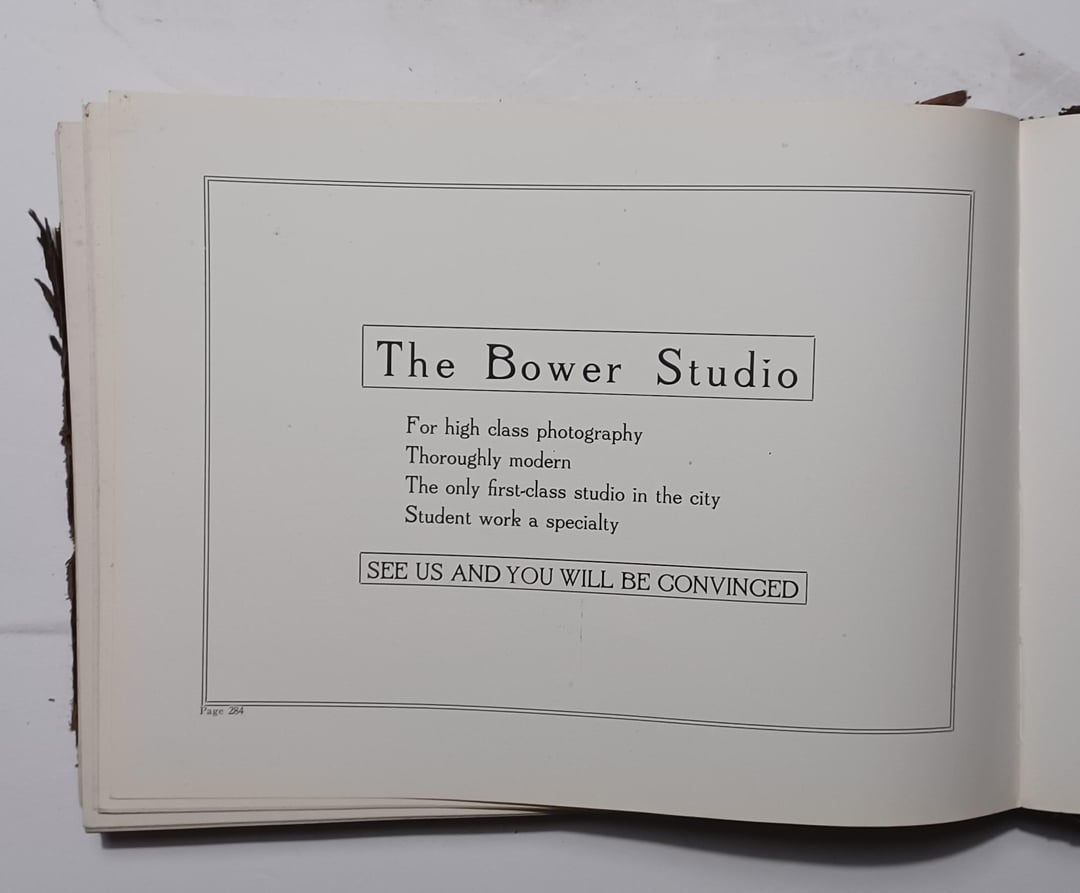 The Bower Studio
For high class photography
Thoroughly modern
The only first-class studio in the city
Student work a specialty
SEE US AND YOU WILL BE CONVINCED
Page 284